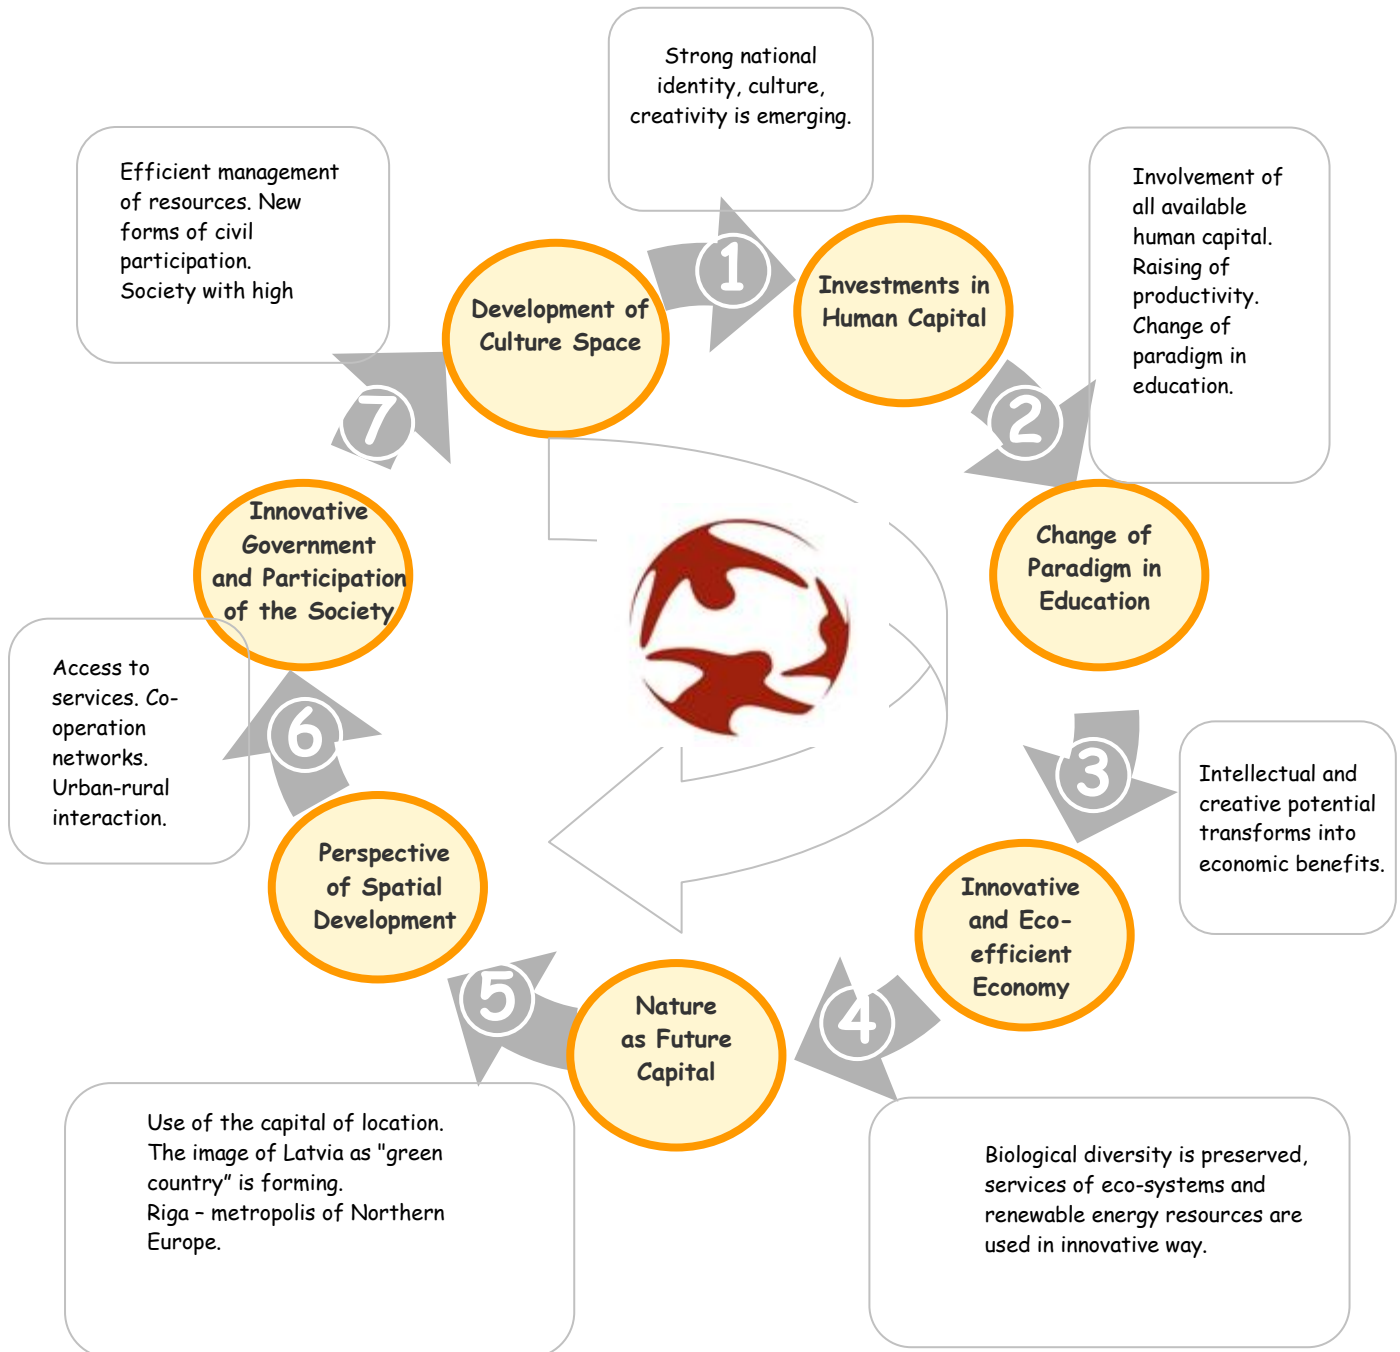 Strong national
identity, culture,
creativity is emerging.
1
Development of
Culture Space
Investments in
Human Capital
Involvement of
all available
human capital.
Raising of
productivity.
Change of
paradigm in
education.
2
Change of
Paradigm in
Education
3
Intellectual and
creative potential
transforms into
economic benefits.
Innovative
and Eco-
efficient
Economy
4
Biological diversity is preserved,
services of eco-systems and
renewable energy resources are
used in innovative way.
Nature
as Future
Capital
5
Use of the capital of location.
The image of Latvia as "green
country” is forming.
Riga – metropolis of Northern
Europe.
Perspective
of Spatial
Development
6
Access to
services. Co-
operation
networks.
Urban-rural
interaction.
Innovative
Government
and Participation
of the Society
7
Efficient management
of resources. New
forms of civil
participation.
Society with high